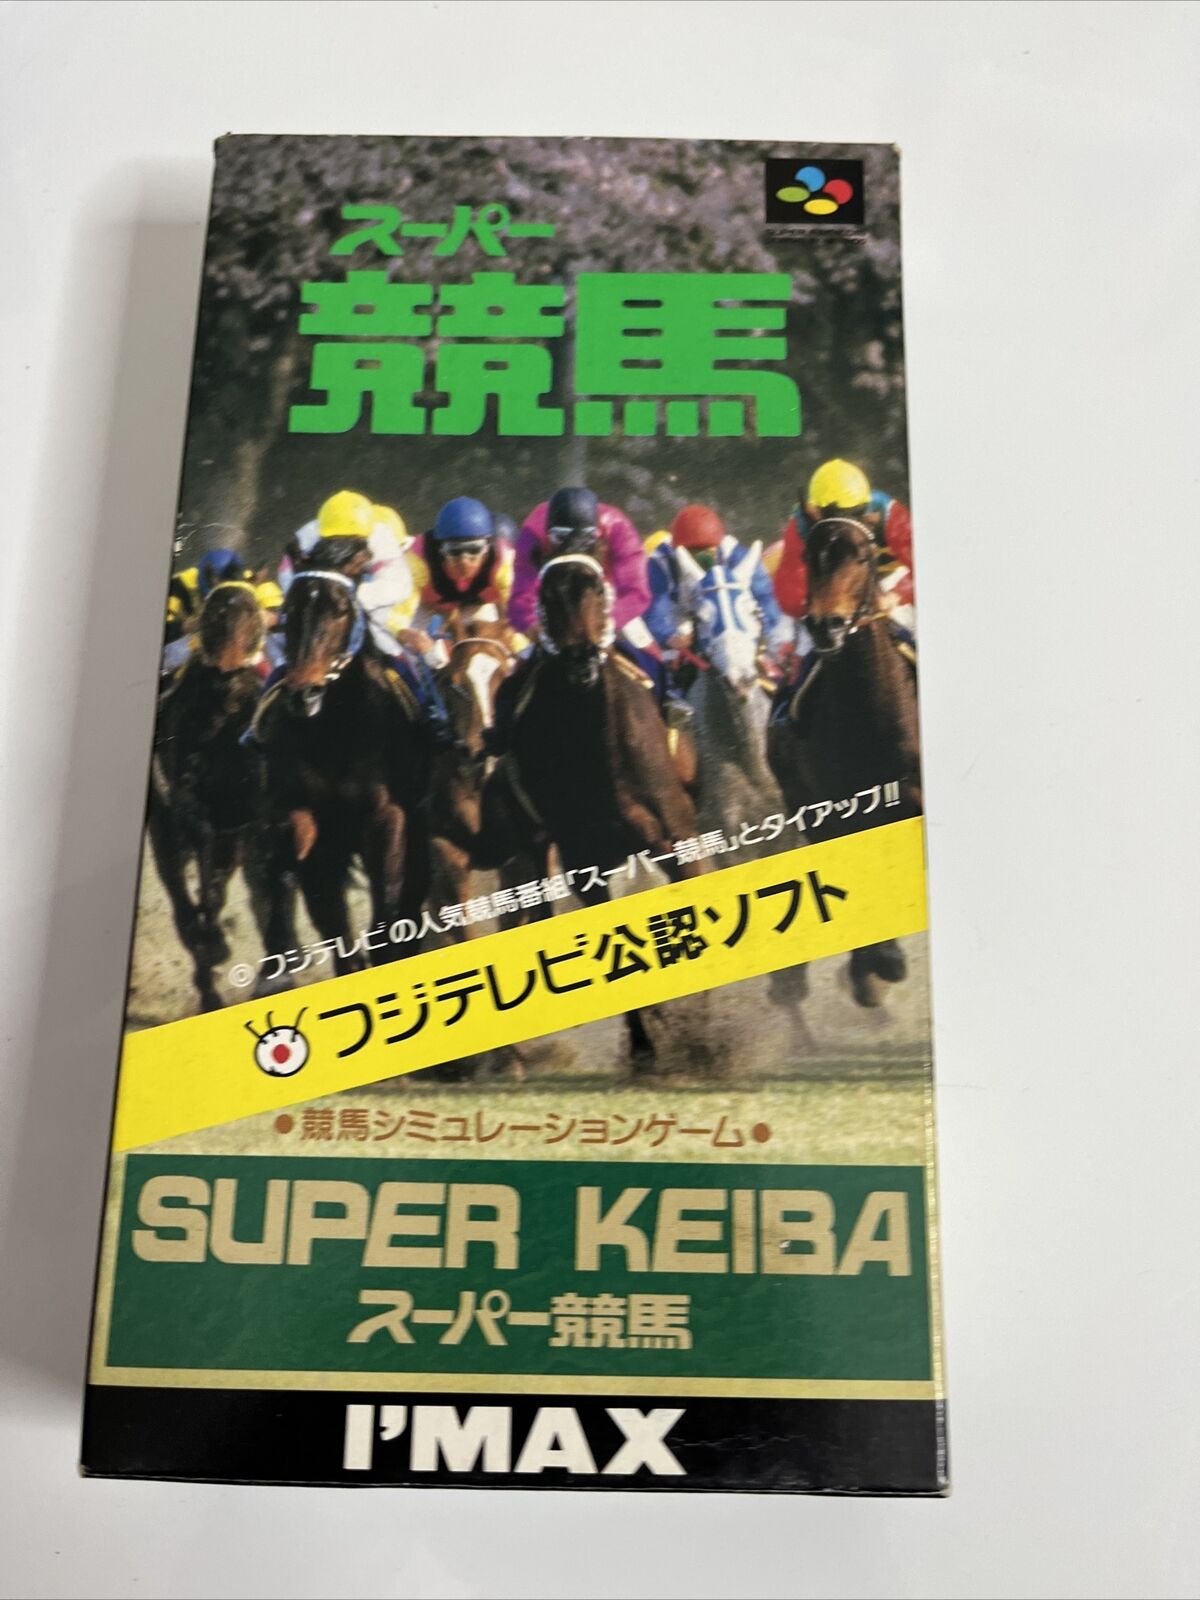 スーパー
競馬
© フジテレビの人気競馬番組「スーパー競馬」とタイアップ!!
フジテレビ公認ソフト
●競馬シミュレーションゲーム●
SUPER KEIBA
スーパー競馬
I'MAX